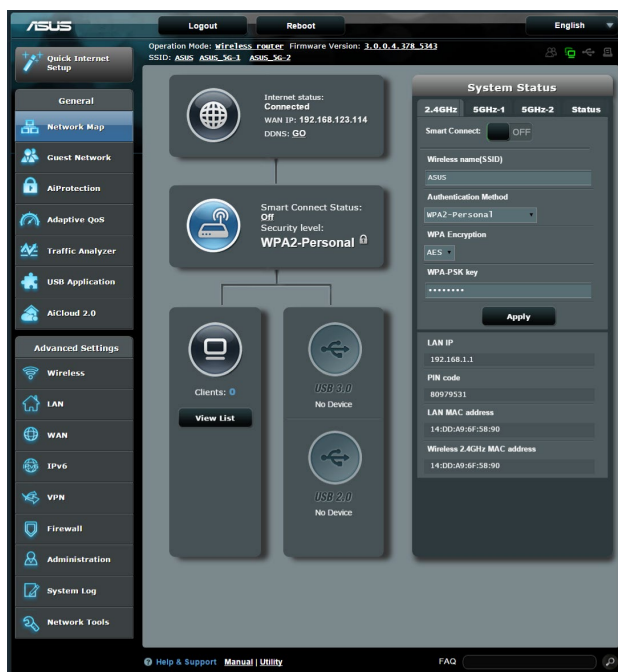 ASUS
Logout
Reboot
English
Quick Internet
Setup
Operation Mode: Wireless router Firmware Version: 3.0.0.4.378_5343
SSID: ASUS ASUS_5G-1 ASUS_5G-2
General
Network Map
Guest Network
AiProtection
Adaptive QoS
Traffic Analyzer
USB Application
AiCloud 2.0
Advanced Settings
Wireless
LAN
WAN
IPv6
VPN
Firewall
Administration
System Log
Network Tools
Internet status:
Connected
WAN IP: 192.168.123.114
DDNS: GO
Smart Connect Status:
Off
Security level:
WPA2-Personal
Clients: 0
View List
USB 3.0
No Device
USB 2.0
No Device
System Status
2.4GHz 5GHz-1 5GHz-2 Status
Smart Connect: OFF
Wireless name(SSID)
ASUS
Authentication Method
WPA2-Personal
WPA Encryption
AES
WPA-PSK key
••••••••
Apply
LAN IP
192.168.1.1
PIN code
80979531
LAN MAC address
14:DD:A9:6F:58:90
Wireless 2.4GHz MAC address
14:DD:A9:6F:58:90
Help & Support Manual | Utility
FAQ